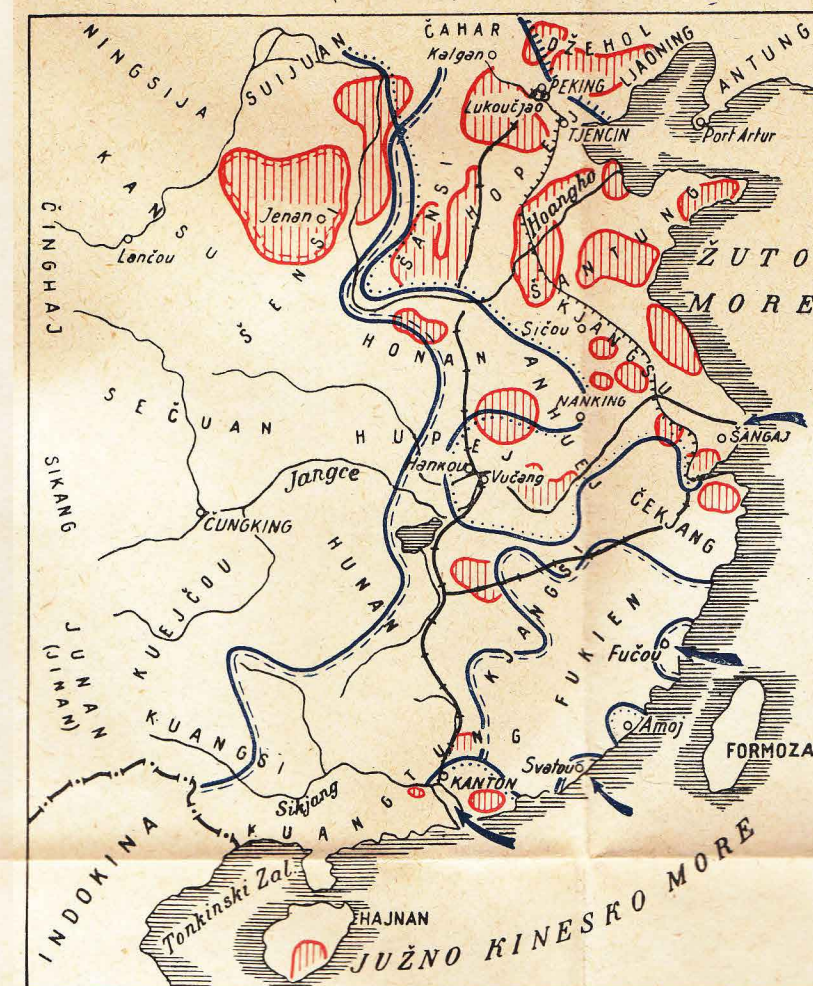 NINGSIJA
SUIJUAN
ČAHAR
Kalgan
DŽEHOL
LJAONING
ANTUNG
PEKING
Lukoučjao
TJENCIN
Port Artur
KANSU
ČINGHAJ
Jenan
Lančou
ŠENSI
ŠANSI
HOPEJ
Hoangho
ŠANTUNG
ŽUTO
MORE
KJANGSU
Sičou
HONAN
ANHUEJ
NANKING
SEČUAN
HUPEJ
ŠANGAJ
SIKANG
Jangce
Hankou
Vučang
ČUNGKING
ČEKJANG
HUNAN
KUEJČOU
KJANGSI
FUKIEN
JUNAN
(JINAN)
Fučou
KUANGSI
Amoj
FORMOZA
Svatou
KANTON
Sikjang
KUANGTUNG
INDOKINA
Tonkinski Zal.
HAJNAN
JUŽNO KINESKO MORE